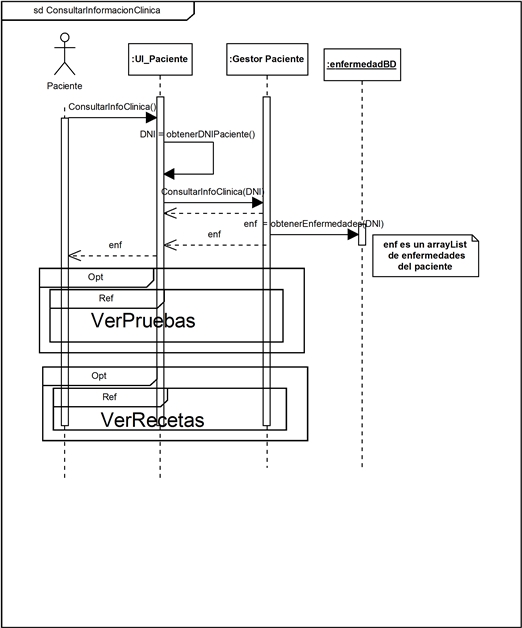 sd ConsultarInformacionClinica
:UI_Paciente
:Gestor Paciente
:enfermedadBD
Paciente
ConsultarInfoClinica()
DNI = obtenerDNIPaciente()
ConsultarInfoClinica(DNI)
enf = obtenerEnfermedades(DNI)
enf
enf
enf es un arrayList
de enfermedades
del paciente
Opt
Ref
VerPruebas
Opt
Ref
VerRecetas